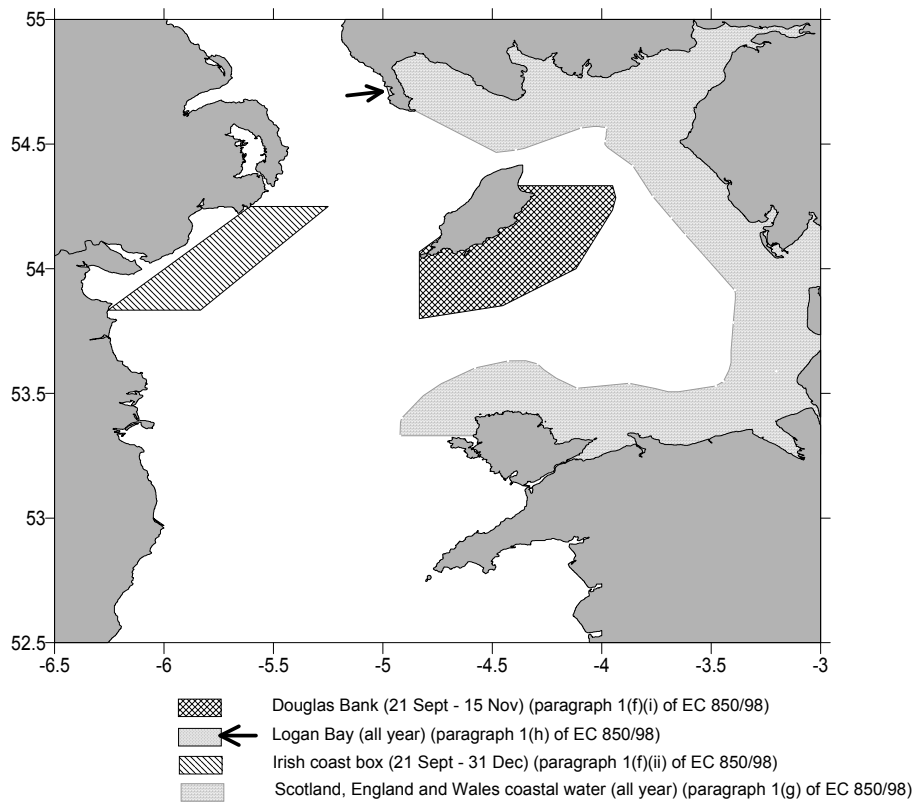 55
54.5
54
53.5
53
52.5
-6.5 -6 -5.5 -5 -4.5 -4 -3.5 -3
Douglas Bank (21 Sept - 15 Nov) (paragraph 1(f)(i) of EC 850/98)
Logan Bay (all year) (paragraph 1(h) of EC 850/98)
Irish coast box (21 Sept - 31 Dec) (paragraph 1(f)(ii) of EC 850/98)
Scotland, England and Wales coastal water (all year) (paragraph 1(g) of EC 850/98)